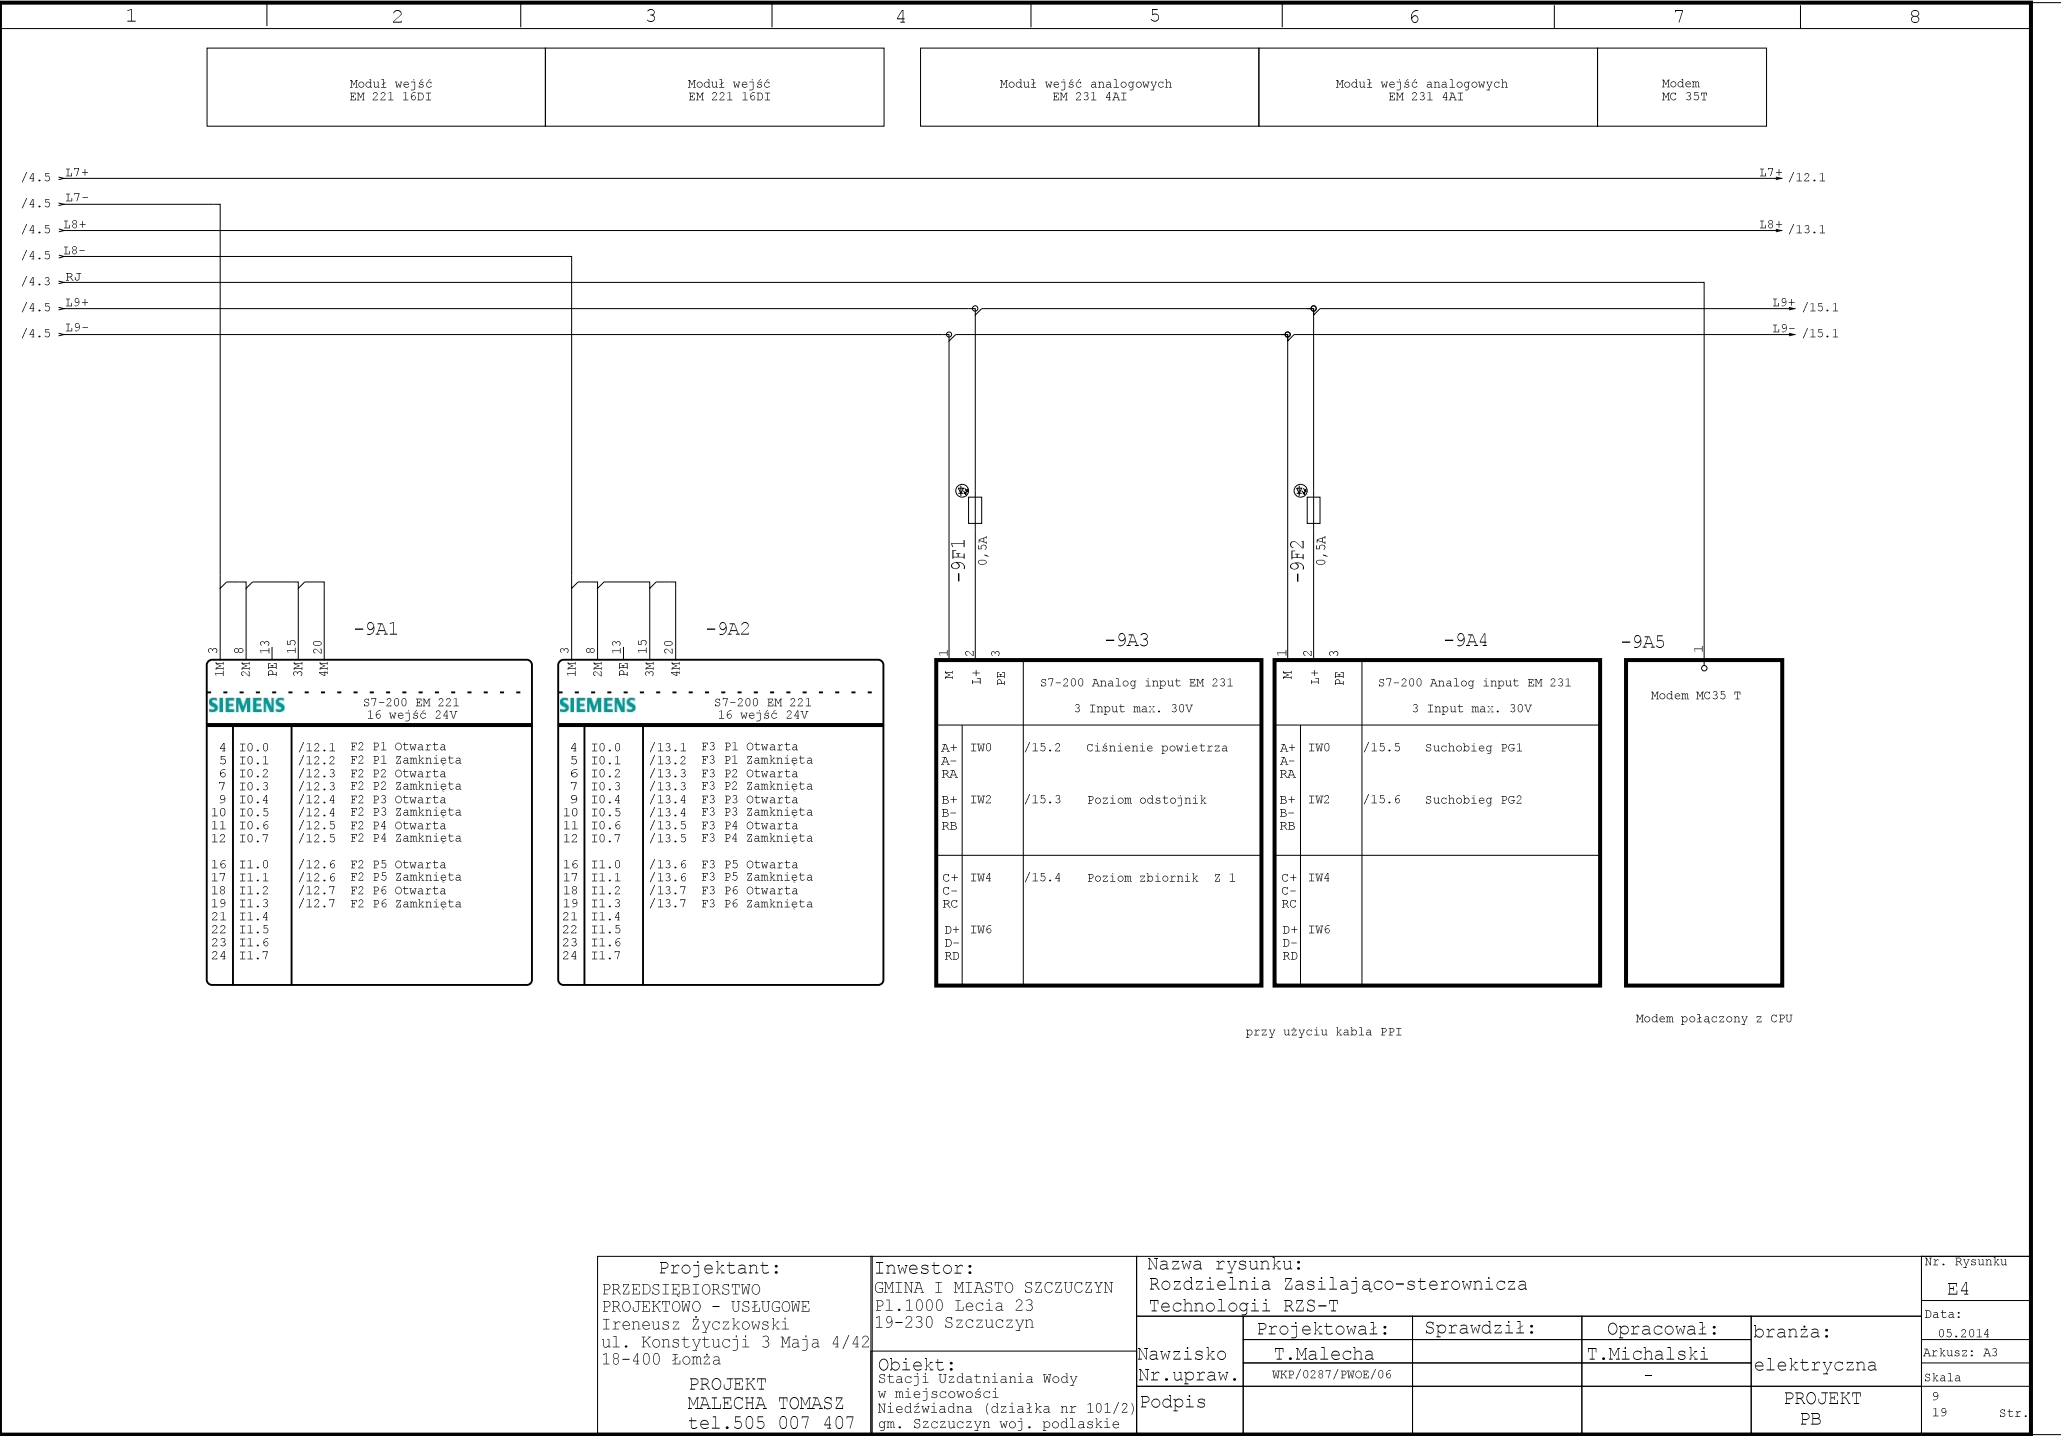 1 2 3 4 5 6 7 8
Moduł wejść
EM 221 16DI
Moduł wejść
EM 221 16DI
Moduł wejść analogowych
EM 231 4AI
Moduł wejść analogowych
EM 231 4AI
Modem
MC 35T
/4.5 L7+ L7+ /12.1
/4.5 L7-
/4.5 L8+ L8+ /13.1
/4.5 L8-
/4.3 RJ
/4.5 L9+ L9+ /15.1
/4.5 L9- L9- /15.1
-9F1
0,5A
-9F2
0,5A
-9A1
3 8 13 15 20
1M 2M PE 3M 4M
SIEMENS
S7-200 EM 221
16 wejść 24V
4 I0.0 /12.1 F2 P1 Otwarta
5 I0.1 /12.2 F2 P1 Zamknięta
6 I0.2 /12.3 F2 P2 Otwarta
7 I0.3 /12.3 F2 P2 Zamknięta
9 I0.4 /12.4 F2 P3 Otwarta
10 I0.5 /12.4 F2 P3 Zamknięta
11 I0.6 /12.5 F2 P4 Otwarta
12 I0.7 /12.5 F2 P4 Zamknięta
16 I1.0 /12.6 F2 P5 Otwarta
17 I1.1 /12.6 F2 P5 Zamknięta
18 I1.2 /12.7 F2 P6 Otwarta
19 I1.3 /12.7 F2 P6 Zamknięta
21 I1.4
22 I1.5
23 I1.6
24 I1.7
-9A2
3 8 13 15 20
1M 2M PE 3M 4M
SIEMENS
S7-200 EM 221
16 wejść 24V
4 I0.0 /13.1 F3 P1 Otwarta
5 I0.1 /13.2 F3 P1 Zamknięta
6 I0.2 /13.3 F3 P2 Otwarta
7 I0.3 /13.3 F3 P2 Zamknięta
9 I0.4 /13.4 F3 P3 Otwarta
10 I0.5 /13.4 F3 P3 Zamknięta
11 I0.6 /13.5 F3 P4 Otwarta
12 I0.7 /13.5 F3 P4 Zamknięta
16 I1.0 /13.6 F3 P5 Otwarta
17 I1.1 /13.6 F3 P5 Zamknięta
18 I1.2 /13.7 F3 P6 Otwarta
19 I1.3 /13.7 F3 P6 Zamknięta
21 I1.4
22 I1.5
23 I1.6
24 I1.7
-9A3
1 2 3
M L+ PE
S7-200 Analog input EM 231
3 Input max. 30V
A+ IW0 /15.2 Ciśnienie powietrza
A-
RA
B+ IW2 /15.3 Poziom odstojnik
B-
RB
C+ IW4 /15.4 Poziom zbiornik Z 1
C-
RC
D+ IW6
D-
RD
-9A4
1 2 3
M L+ PE
S7-200 Analog input EM 231
3 Input max. 30V
A+ IW0 /15.5 Suchobieg PG1
A-
RA
B+ IW2 /15.6 Suchobieg PG2
B-
RB
C+ IW4
C-
RC
D+ IW6
D-
RD
-9A5
1
Modem MC35 T
Modem połączony z CPU
przy użyciu kabla PPI
Projektant:
PRZEDSIĘBIORSTWO
PROJEKTOWO - USŁUGOWE
Ireneusz Życzkowski
ul. Konstytucji 3 Maja 4/42
18-400 Łomża
PROJEKT
MALECHA TOMASZ
tel.505 007 407
Inwestor:
GMINA I MIASTO SZCZUCZYN
Pl.1000 Lecia 23
19-230 Szczuczyn
Obiekt:
Stacji Uzdatniania Wody
w miejscowości
Niedźwiadna (działka nr 101/2)
gm. Szczuczyn woj. podlaskie
Nazwa rysunku:
Rozdzielnia Zasilająco-sterownicza
Technologii RZS-T
Projektował: Sprawdził: Opracował:
Nawzisko T.Malecha T.Michalski
Nr.upraw. WKP/0287/PWOE/06 -
Podpis
branża:
elektryczna
PROJEKT
PB
Nr. Rysunku
E4
Data:
05.2014
Arkusz: A3
Skala
9
19 Str.